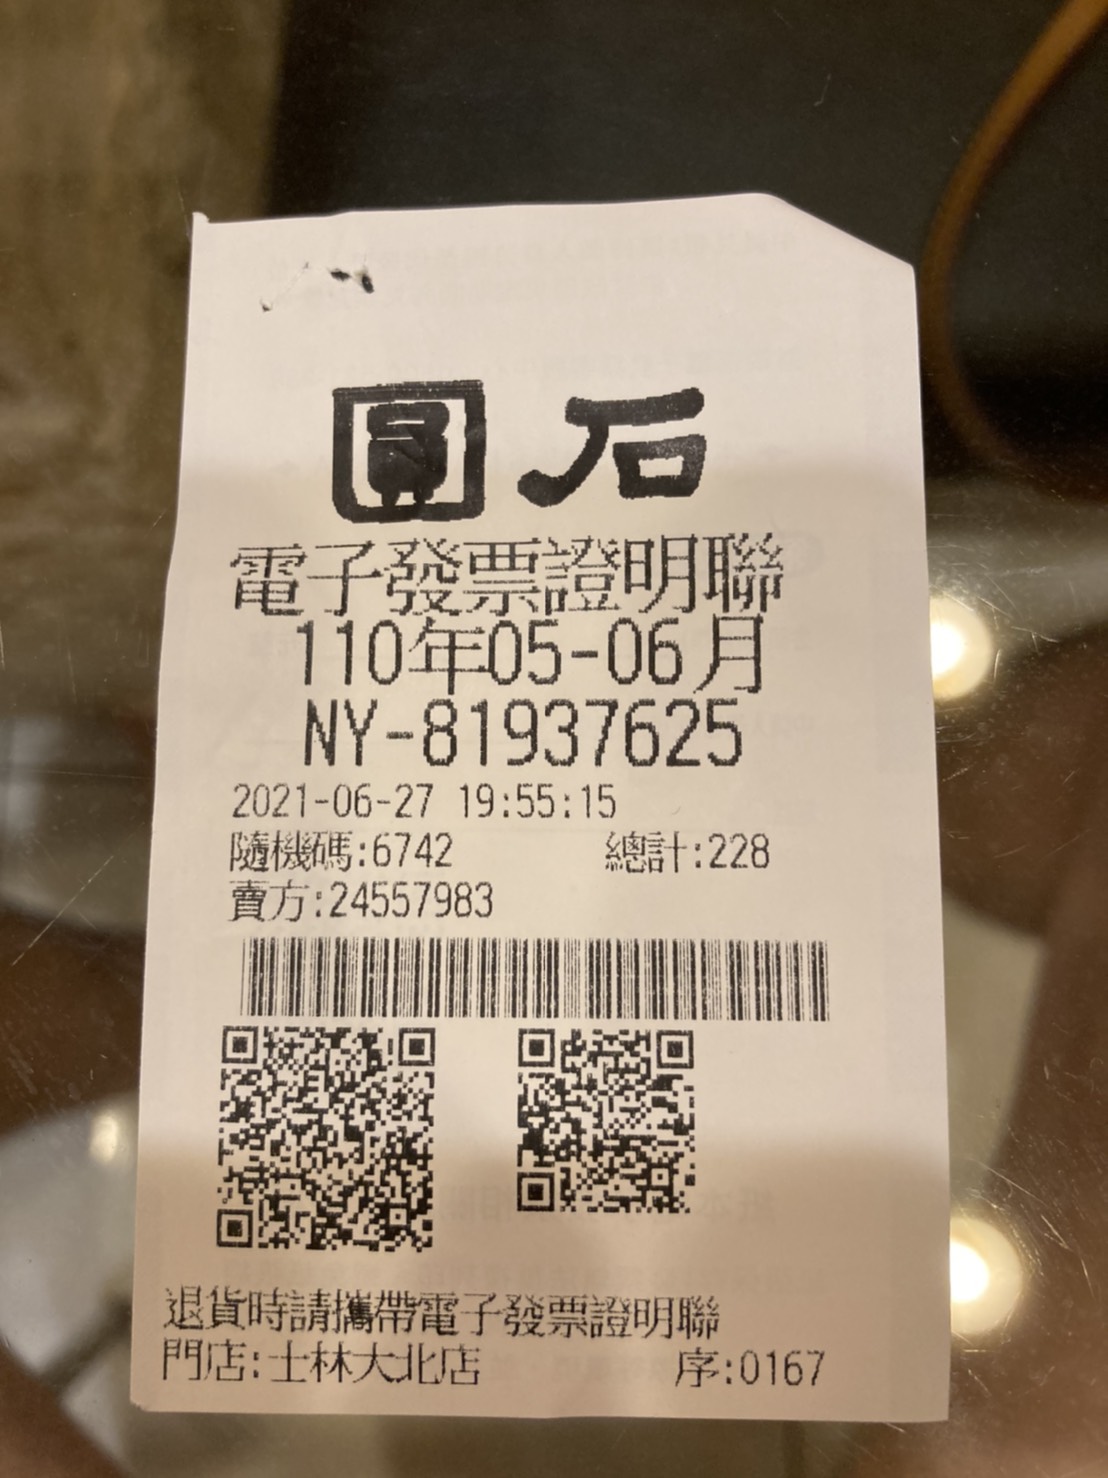 圓石
電子發票證明聯
110年05-06月
NY-81937625
2021-06-27 19:55:15
隨機碼:6742 總計:228
賣方:24557983
退貨時請攜帶電子發票證明聯
門店:士林大北店 序:0167